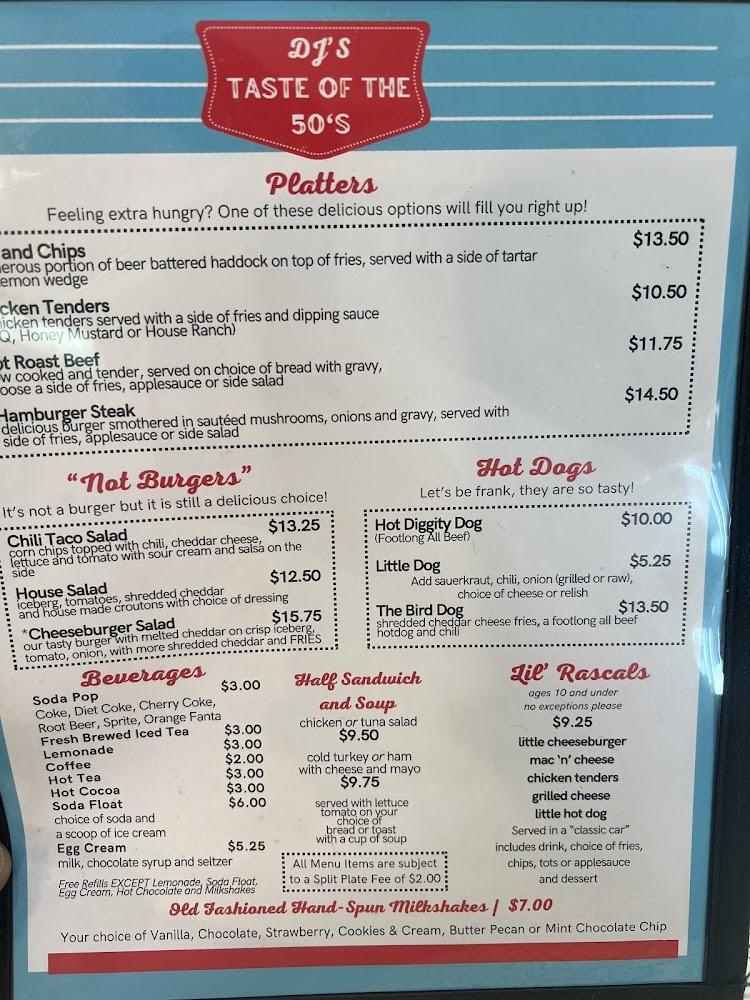 DJ'S
TASTE OF THE
50'S
Platters
Feeling extra hungry? One of these delicious options will fill you right up!
and Chips $13.50
erous portion of beer battered haddock on top of fries, served with a side of tartar
emon wedge
cken Tenders $10.50
icken tenders served with a side of fries and dipping sauce
Q, Honey Mustard or House Ranch)
ot Roast Beef $11.75
w cooked and tender, served on choice of bread with gravy,
oose a side of fries, applesauce or side salad
Hamburger Steak $14.50
delicious burger smothered in sautéed mushrooms, onions and gravy, served with
side of fries, applesauce or side salad
"Not Burgers"
It's not a burger but it is still a delicious choice!
Chili Taco Salad $13.25
corn chips topped with chili, cheddar cheese,
lettuce and tomato with sour cream and salsa on the
side
House Salad $12.50
iceberg, tomatoes, shredded cheddar
and house made croutons with choice of dressing
*Cheeseburger Salad $15.75
our tasty burger with melted cheddar on crisp iceberg,
tomato, onion, with more shredded cheddar and FRIES
Hot Dogs
Let's be frank, they are so tasty!
Hot Diggity Dog $10.00
(Footlong All Beef)
Little Dog $5.25
Add sauerkraut, chili, onion (grilled or raw),
choice of cheese or relish
The Bird Dog $13.50
shredded cheddar cheese fries, a footlong all beef
hotdog and chili
Beverages
Soda Pop $3.00
Coke, Diet Coke, Cherry Coke,
Root Beer, Sprite, Orange Fanta
Fresh Brewed Iced Tea $3.00
Lemonade $3.00
Coffee $2.00
Hot Tea $3.00
Hot Cocoa $3.00
Soda Float $6.00
choice of soda and
a scoop of ice cream
Egg Cream $5.25
milk, chocolate syrup and seltzer
Free Refills EXCEPT Lemonade, Soda Float,
Egg Cream, Hot Chocolate and Milkshakes
Half Sandwich
and Soup
chicken or tuna salad
$9.50
cold turkey or ham
with cheese and mayo
$9.75
served with lettuce
tomato on your
choice of
bread or toast
with a cup of soup
All Menu Items are subject
to a Split Plate Fee of $2.00
Lil' Rascals
ages 10 and under
no exceptions please
$9.25
little cheeseburger
mac 'n' cheese
chicken tenders
grilled cheese
little hot dog
Served in a "classic car"
includes drink, choice of fries,
chips, tots or applesauce
and dessert
Old Fashioned Hand-Spun Milkshakes | $7.00
Your choice of Vanilla, Chocolate, Strawberry, Cookies & Cream, Butter Pecan or Mint Chocolate Chip